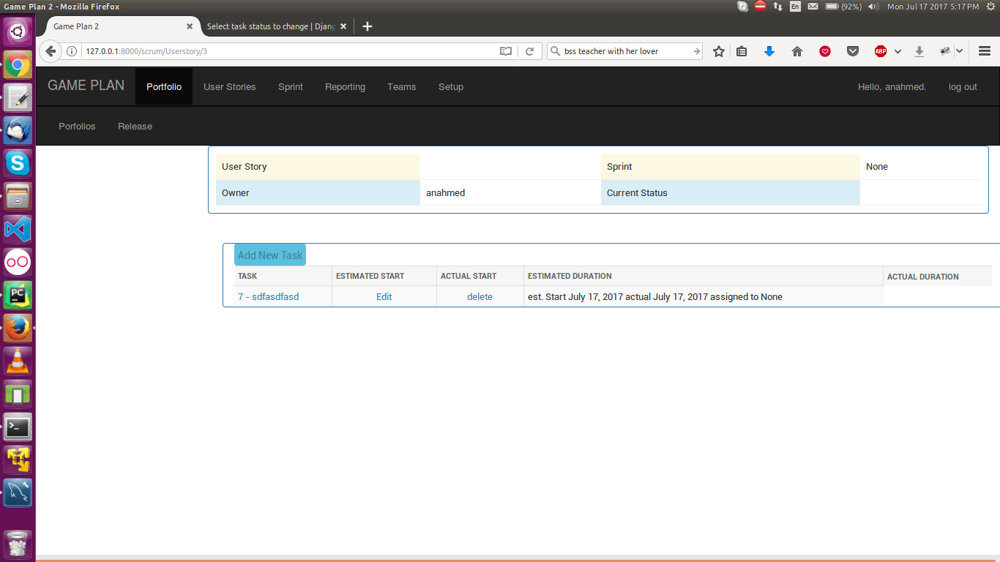 Game Plan 2 - Mozilla Firefox
En
(92%)
Mon Jul 17 2017 5:17 PM
Game Plan 2
Select task status to change | Djang
127.0.0.1:8000/scrum/Userstory/3
bss teacher with her lover
ABP
GAME PLAN
Portfolio
User Stories
Sprint
Reporting
Teams
Setup
Hello, anahmed.
log out
Porfolios
Release
User Story
Sprint
None
Owner
anahmed
Current Status
Add New Task
TASK
ESTIMATED START
ACTUAL START
ESTIMATED DURATION
ACTUAL DURATION
7 - sdfasdfasd
Edit
delete
est. Start July 17, 2017 actual July 17, 2017 assigned to None
PC